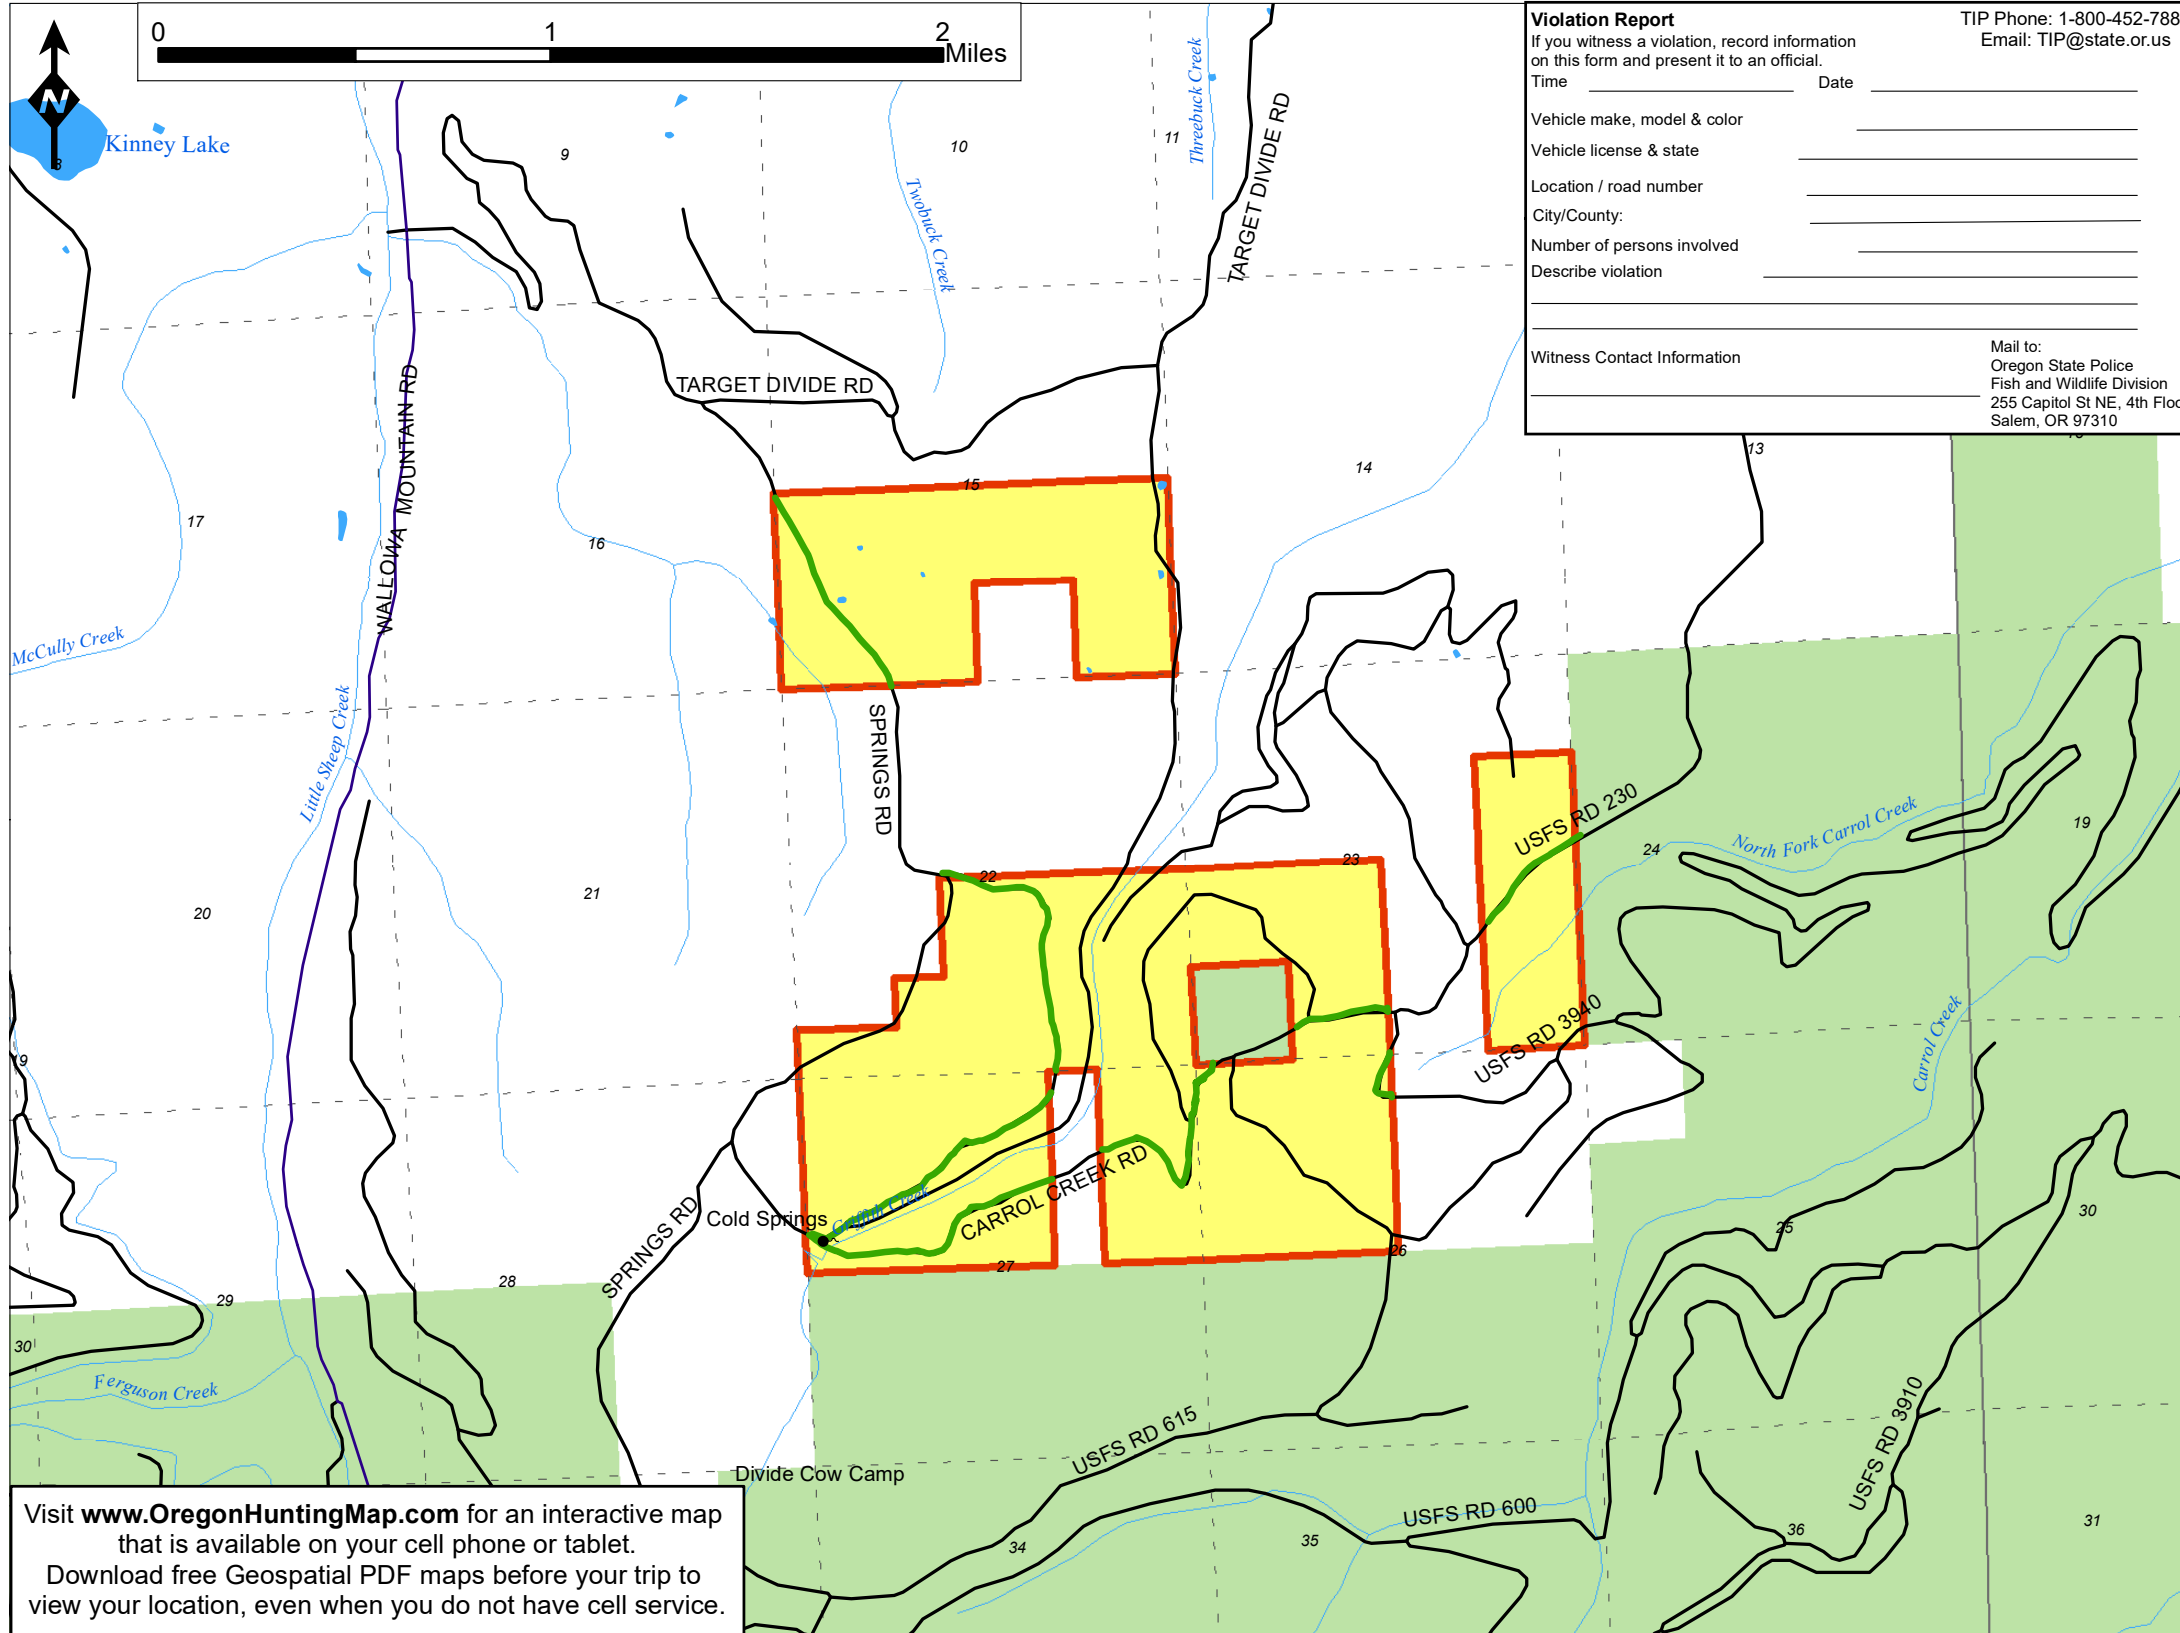 0 1 2
Miles
N
Kinney Lake
8
9
10
11
Threebuck Creek
Twobuck Creek
TARGET DIVIDE RD
Violation Report
TIP Phone: 1-800-452-788
If you witness a violation, record information
on this form and present it to an official.
Email: TIP@state.or.us
Time Date
Vehicle make, model & color
Vehicle license & state
Location / road number
City/County:
Number of persons involved
Describe violation
Witness Contact Information
Mail to:
Oregon State Police
Fish and Wildlife Division
255 Capitol St NE, 4th Floo
Salem, OR 97310
TARGET DIVIDE RD
WALLOWA MOUNTAIN RD
13
14
15
16
17
McCully Creek
Little Sheep Creek
SPRINGS RD
USFS RD 230
North Fork Carrol Creek
19
20
21
22
23
24
19
USFS RD 3940
Carrol Creek
CARROL CREEK RD
Griffith Creek
Cold Springs
SPRINGS RD
25
26
27
28
29
30
30
Ferguson Creek
USFS RD 615
USFS RD 3910
Divide Cow Camp
USFS RD 600
34
35
36
31
Visit www.OregonHuntingMap.com for an interactive map
that is available on your cell phone or tablet.
Download free Geospatial PDF maps before your trip to
view your location, even when you do not have cell service.